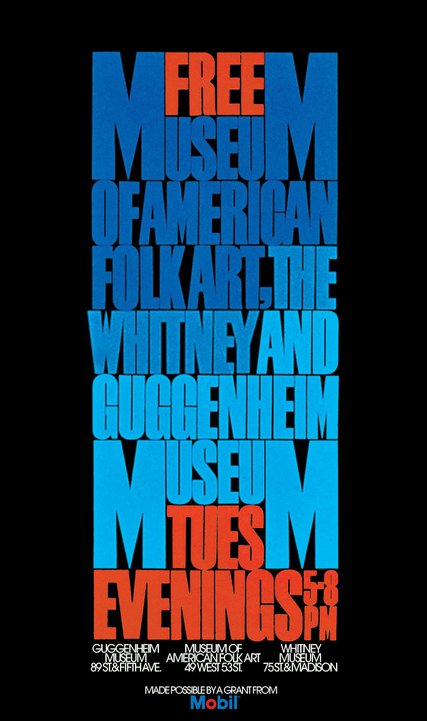 FREE
MUSEUM
OF AMERICAN
FOLK ART, THE
WHITNEY AND
GUGGENHEIM
MUSEUM
TUES
EVENINGS 5-8
PM
GUGGENHEIM
MUSEUM
89 ST. & FIFTH AVE.
MUSEUM OF
AMERICAN FOLK ART
49 WEST 53 ST.
WHITNEY
MUSEUM
75 ST. & MADISON
MADE POSSIBLE BY A GRANT FROM
Mobil